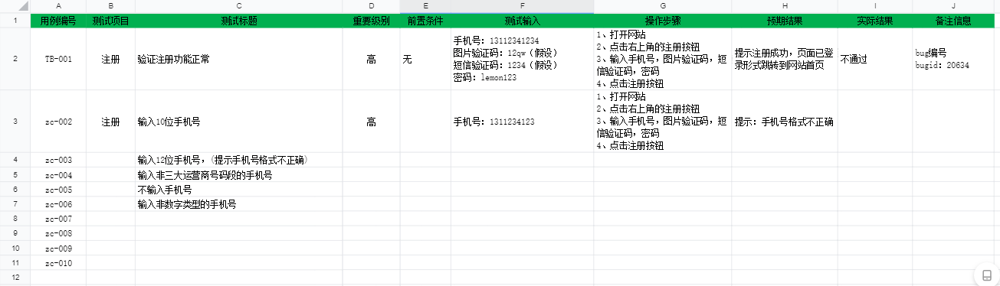 A B C D E F G H I J
1 用例编号 测试项目 测试标题 重要级别 前置条件 测试输入 操作步骤 预期结果 实际结果 备注信息
2 TB-001 注册 验证注册功能正常 高 无
手机号: 13112341234
图片验证码: 12qw（假设）
短信验证码: 1234（假设）
密码: lemon123
1、打开网站
2、点击右上角的注册按钮
3、输入手机号，图片验证码，短
信验证码，密码
4、点击注册按钮
提示注册成功，页面已登
录形式跳转到网站首页
不通过
bug编号
bugid: 20634
3 zc-002 注册 输入10位手机号 高
手机号: 1311234123
1、打开网站
2、点击右上角的注册按钮
3、输入手机号，图片验证码，短
信验证码，密码
4、点击注册按钮
提示: 手机号格式不正确
4 zc-003 输入12位手机号，（提示手机号格式不正确）
5 zc-004 输入非三大运营商号码段的手机号
6 zc-005 不输入手机号
7 zc-006 输入非数字类型的手机号
8 zc-007
9 zc-008
10 zc-009
11 zc-010
12